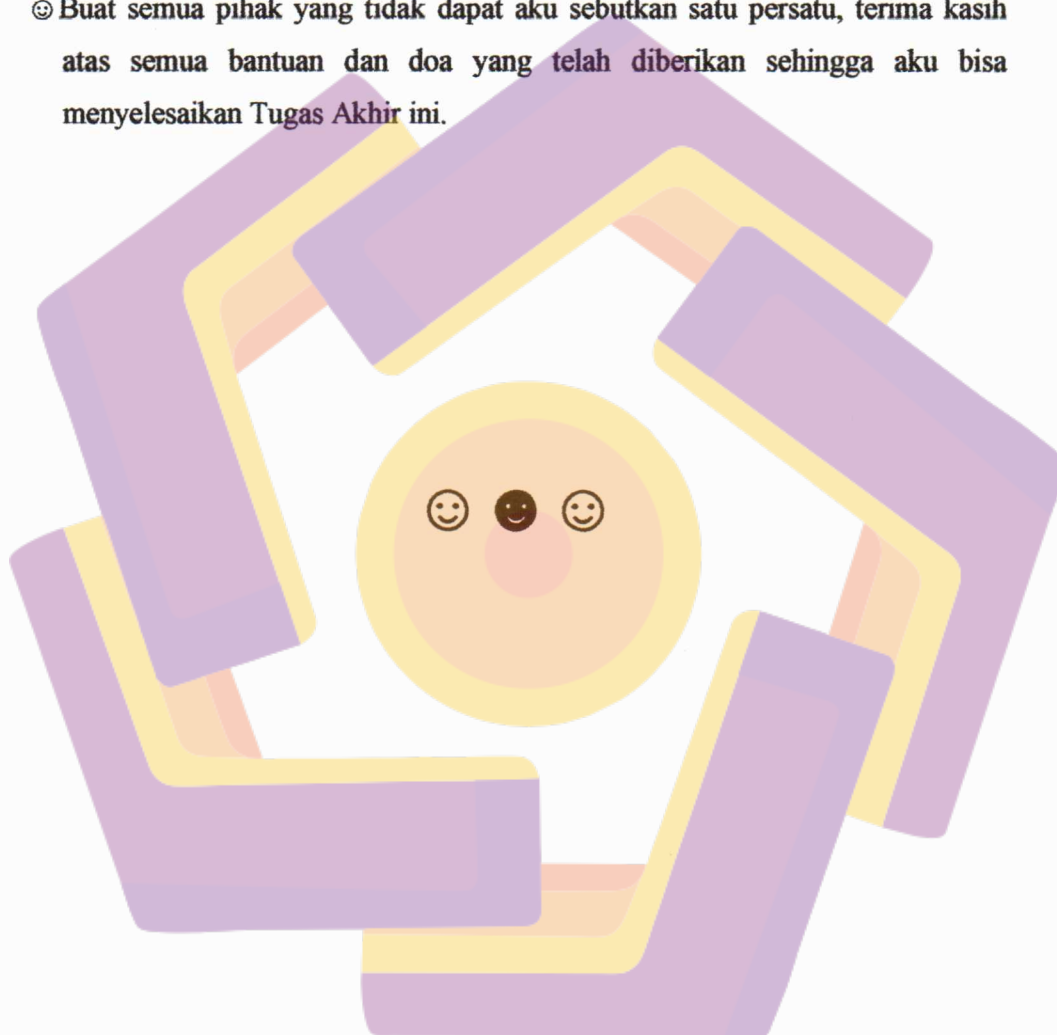 ☺ Buat semua pihak yang tidak dapat aku sebutkan satu persatu, terima kasih
atas semua bantuan dan doa yang telah diberikan sehingga aku bisa
menyelesaikan Tugas Akhir ini.
☺ ☻ ☺